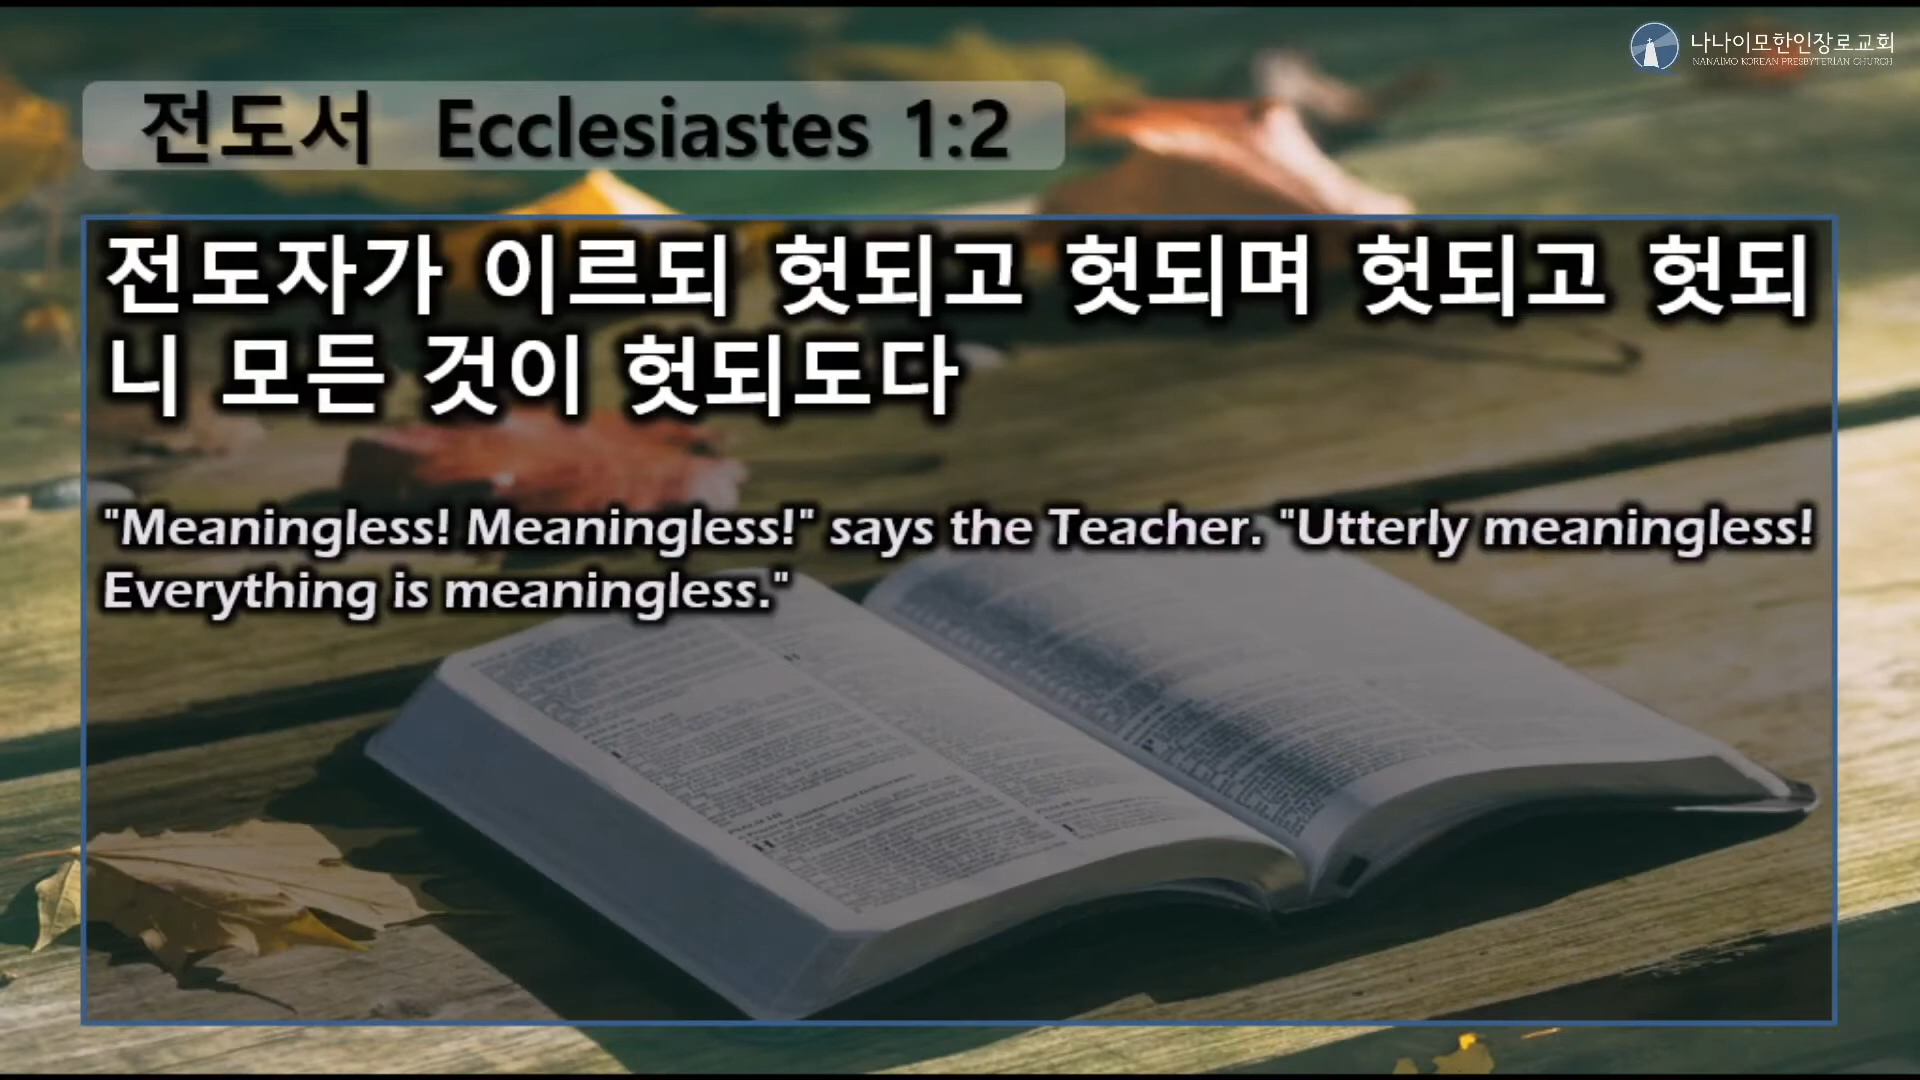 나나이모한인장로교회
NANAIMO KOREAN PRESBYTERIAN CHURCH
전도서 Ecclesiastes 1:2
전도자가 이르되 헛되고 헛되며 헛되고 헛되
니 모든 것이 헛되도다
"Meaningless! Meaningless!" says the Teacher. "Utterly meaningless!
Everything is meaningless."